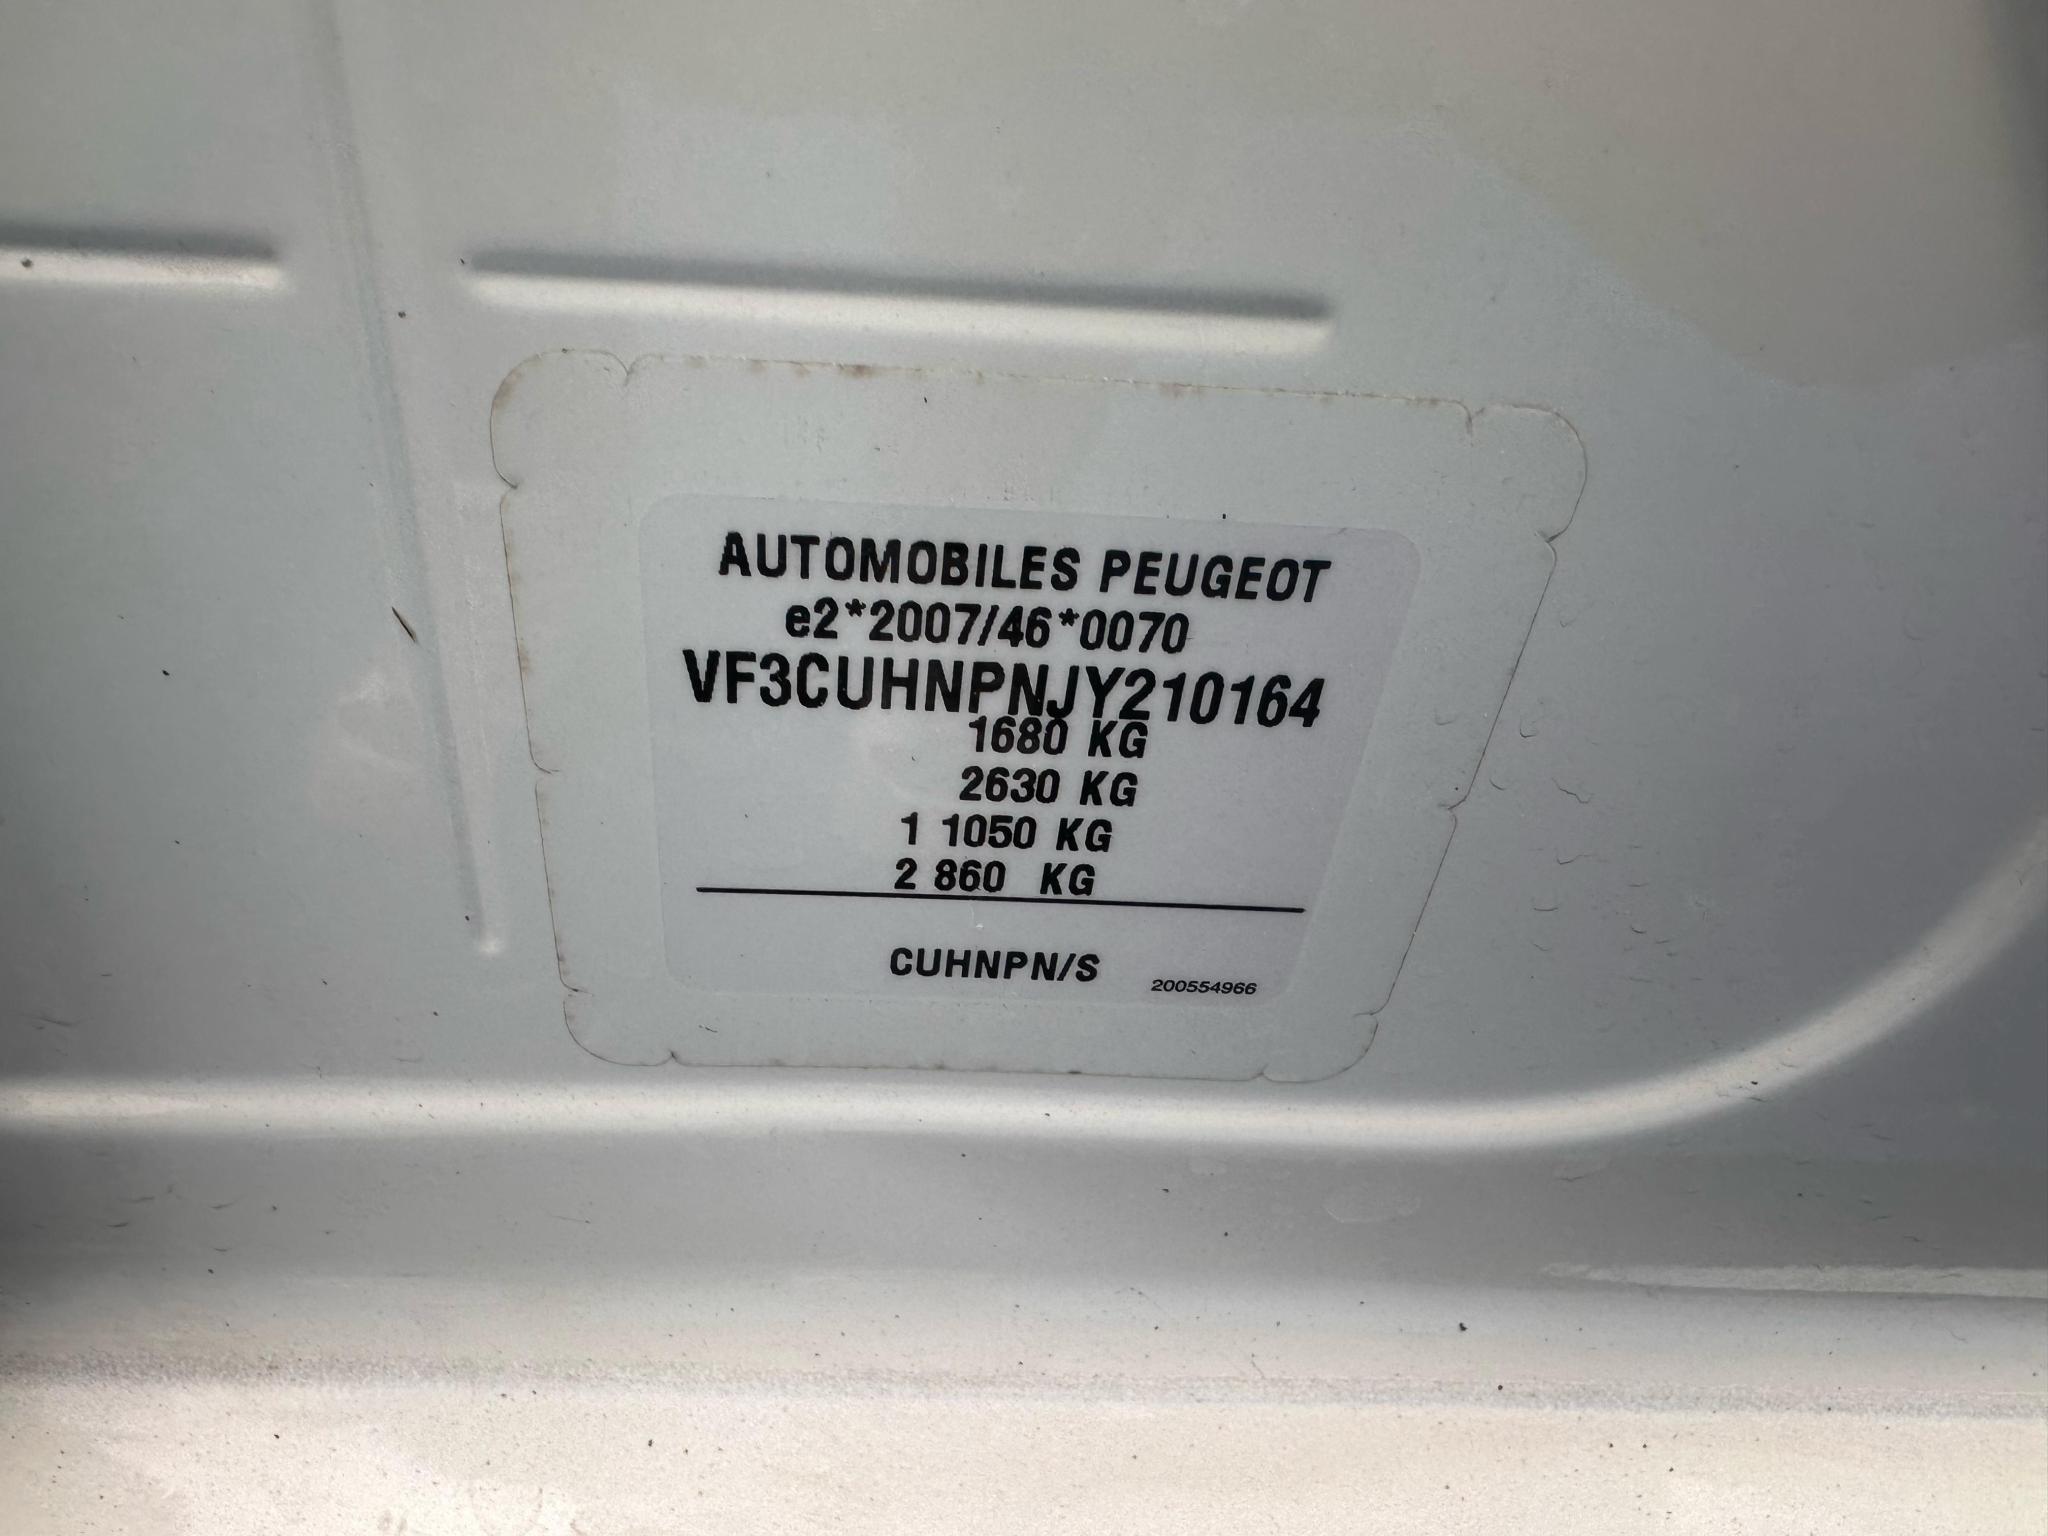 AUTOMOBILES PEUGEOT
e2*2007/46*0070
VF3CUHNPNJY210164
1680 KG
2630 KG
1 1050 KG
2 860 KG
CUHNPN/S
200554966